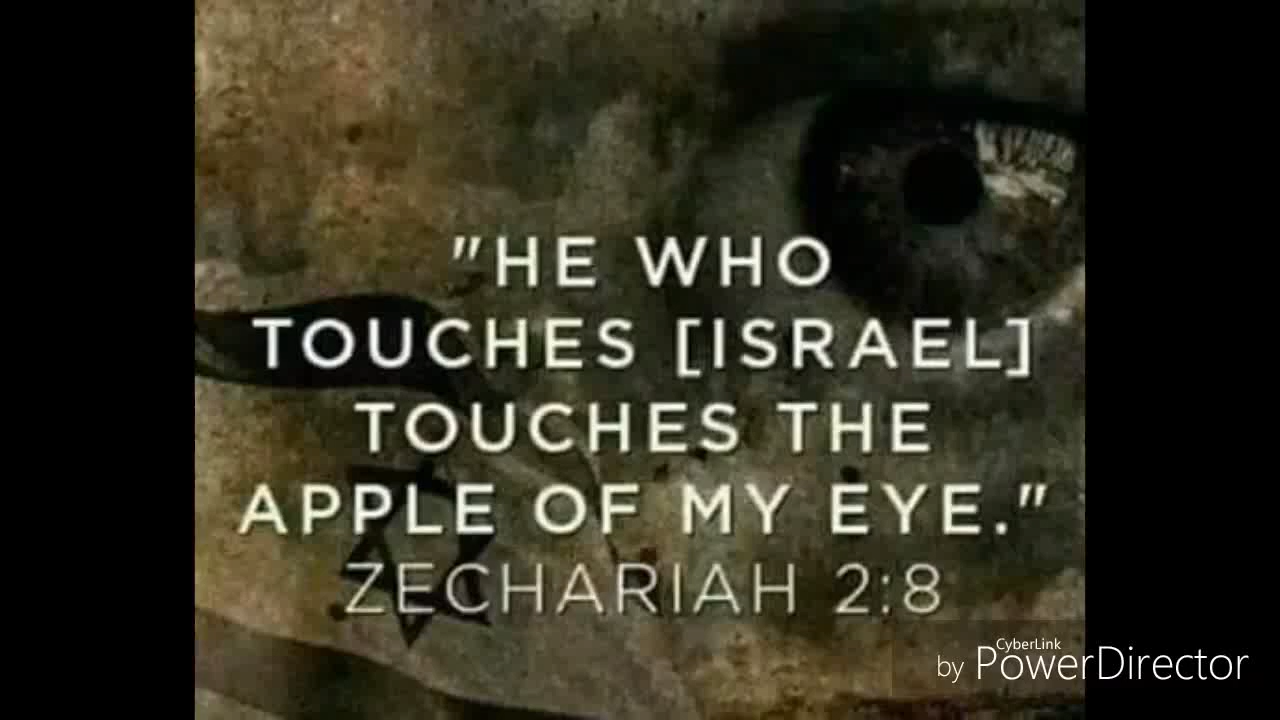 "HE WHO
TOUCHES [ISRAEL]
TOUCHES THE
APPLE OF MY EYE."
ZECHARIAH 2:8
CyberLink
by PowerDirector